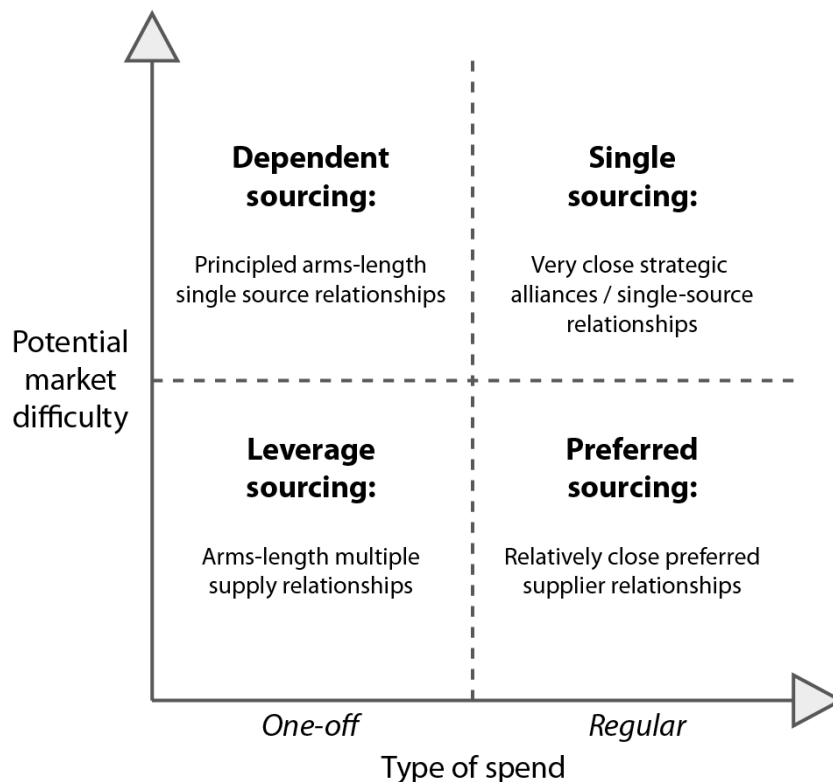 Dependent
sourcing:
Principled arms-length
single source relationships
Single
sourcing:
Very close strategic
alliances / single-source
relationships
Potential
market
difficulty
Leverage
sourcing:
Arms-length multiple
supply relationships
Preferred
sourcing:
Relatively close preferred
supplier relationships
One-off
Regular
Type of spend